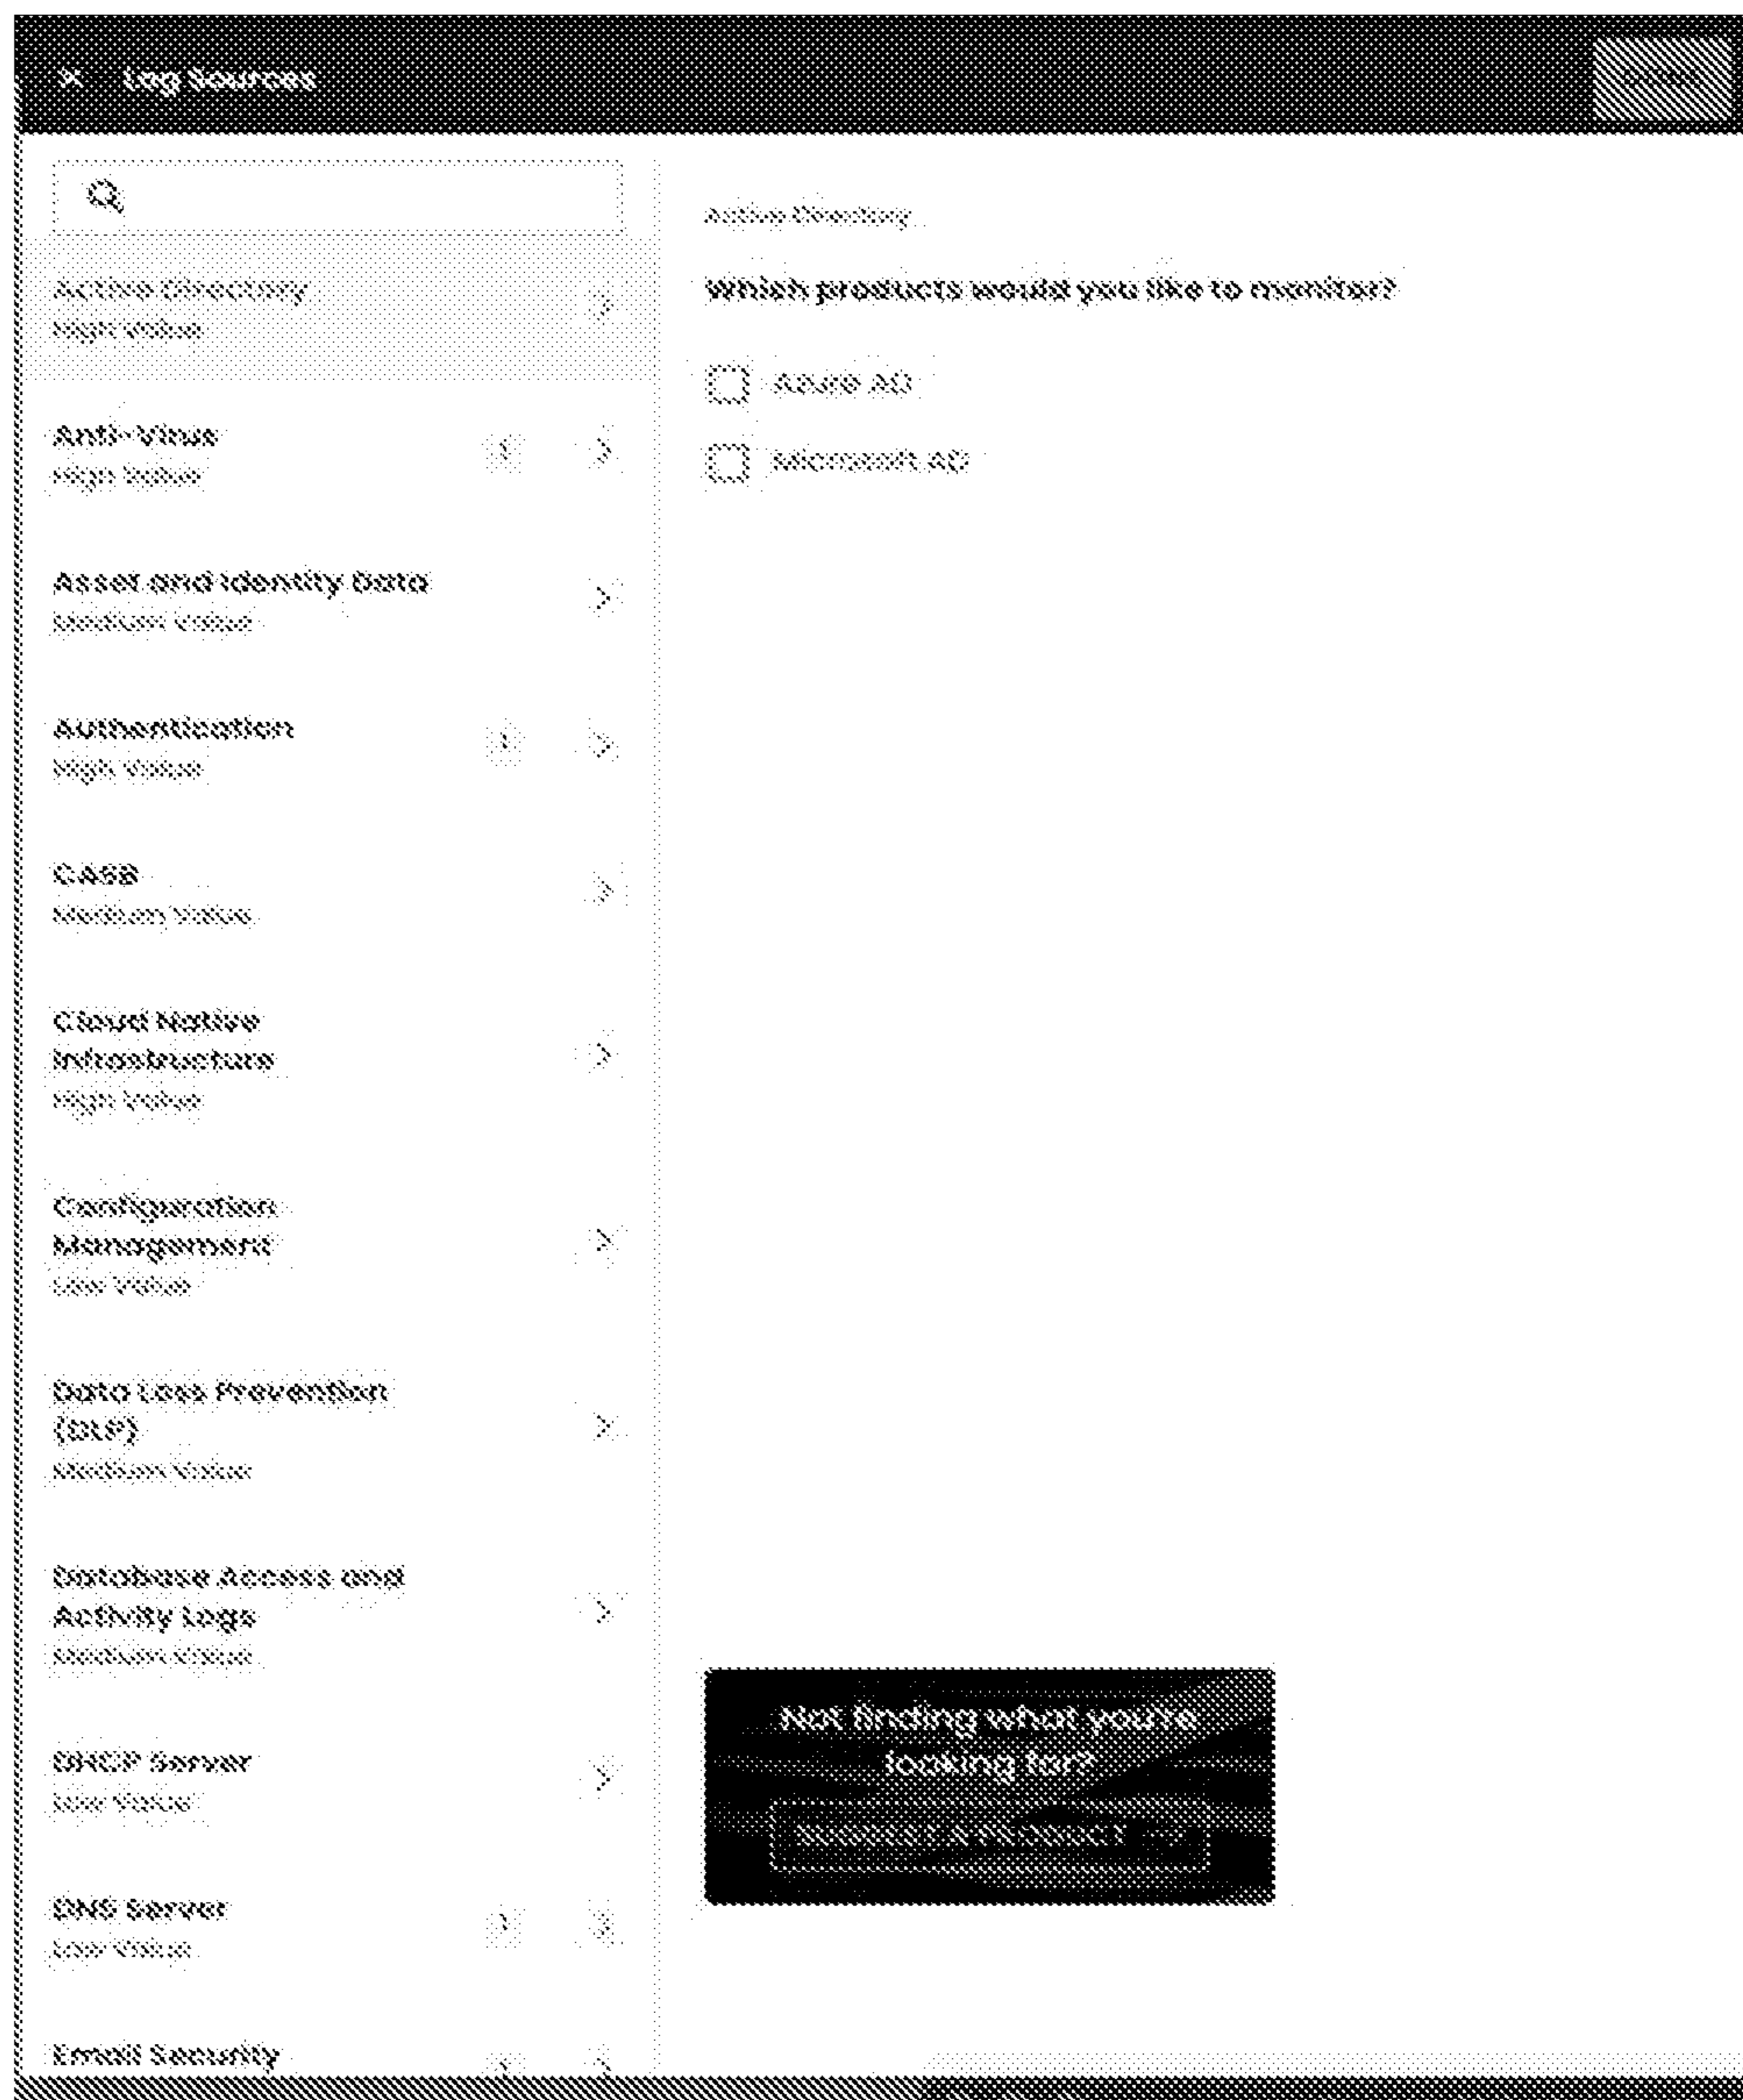 × Log Sources
Active Directory
High Value
Anti-Virus
High Value
1
Asset and Identity Data
Medium Value
Authentication
High Value
1
CASB
Medium Value
Cloud Native
Infrastructure
High Value
Configuration
Management
Low Value
Data Loss Prevention
(DLP)
Medium Value
Database Access and
Activity Logs
Medium Value
DHCP Server
Low Value
DNS Server
Low Value
1
Email Security
Active Directory
Which products would you like to monitor?
Azure AD
Microsoft AD
Not finding what you're
looking for?